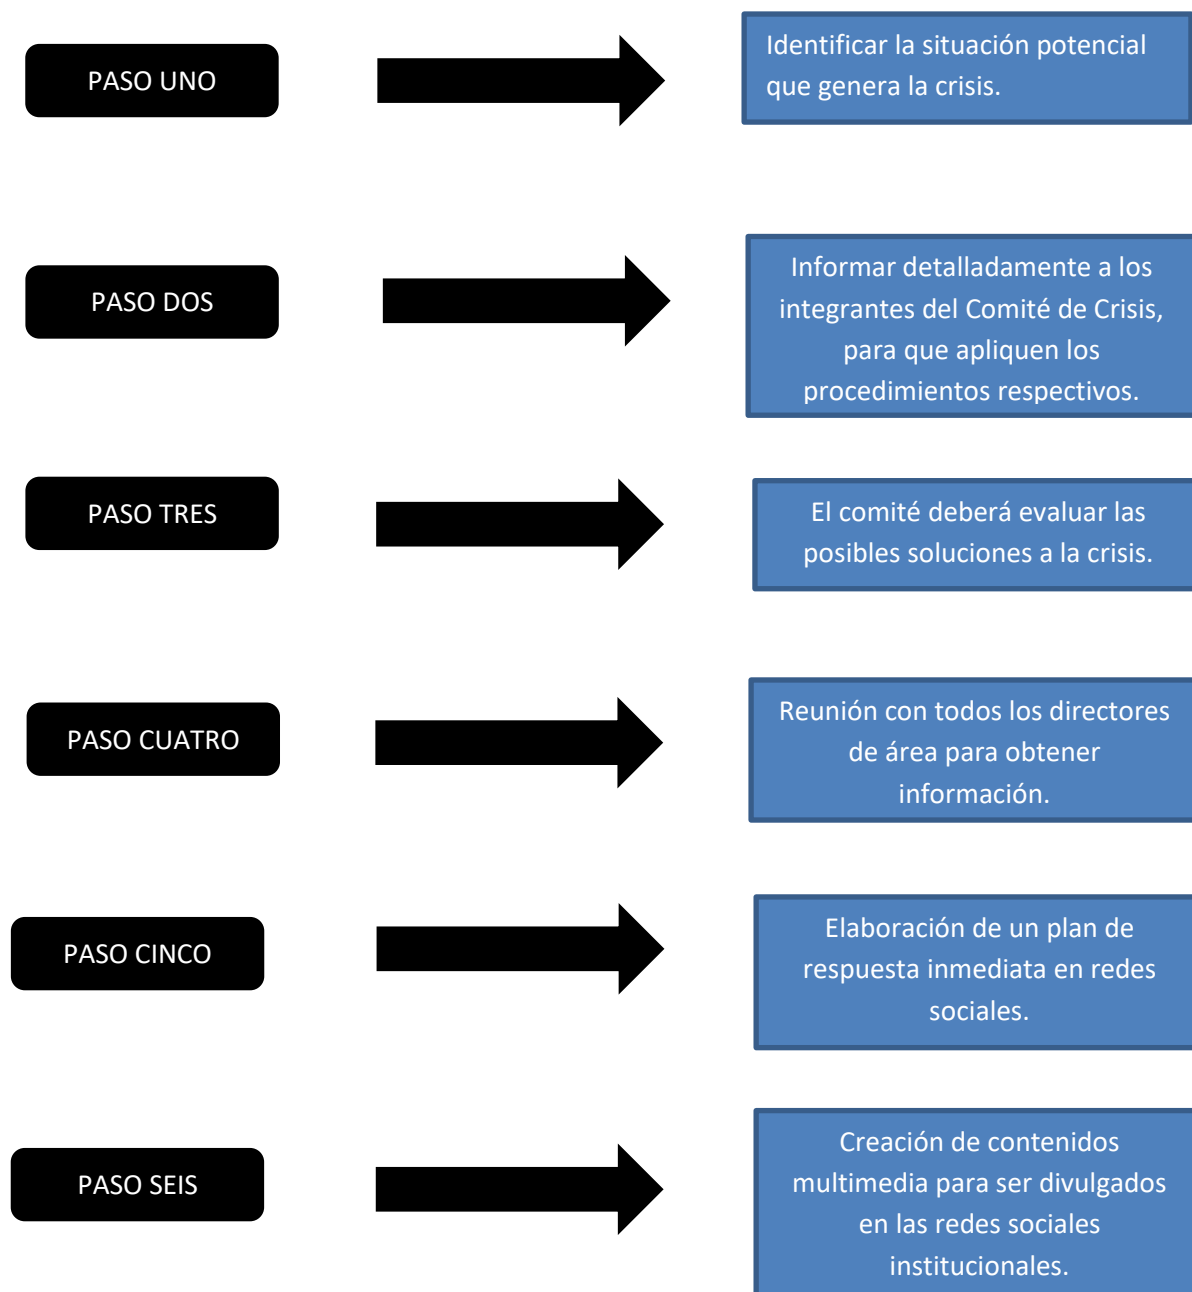 PASO UNO
Identificar la situación potencial
que genera la crisis.
PASO DOS
Informar detalladamente a los
integrantes del Comité de Crisis,
para que apliquen los
procedimientos respectivos.
PASO TRES
El comité deberá evaluar las
posibles soluciones a la crisis.
PASO CUATRO
Reunión con todos los directores
de área para obtener
información.
PASO CINCO
Elaboración de un plan de
respuesta inmediata en redes
sociales.
PASO SEIS
Creación de contenidos
multimedia para ser divulgados
en las redes sociales
institucionales.